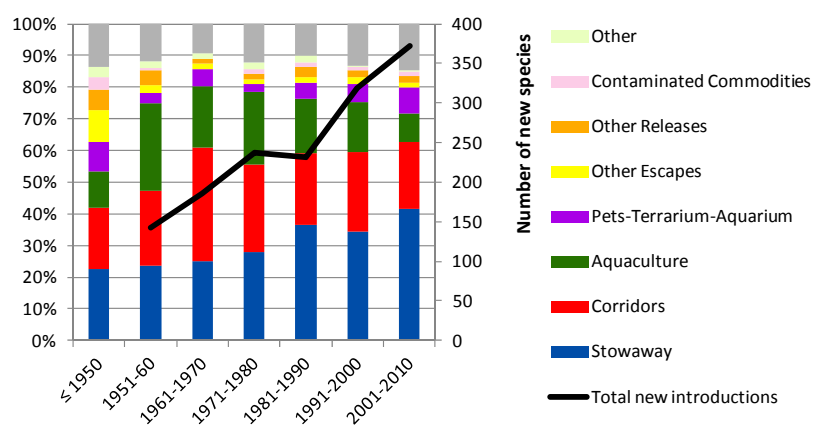 100%
90%
80%
70%
60%
50%
40%
30%
20%
10%
0%
400
350
300
250
200
150
100
50
0
Number of new species
≤ 1950
1951-60
1961-1970
1971-1980
1981-1990
1991-2000
2001-2010
Other
Contaminated Commodities
Other Releases
Other Escapes
Pets-Terrarium-Aquarium
Aquaculture
Corridors
Stowaway
Total new introductions